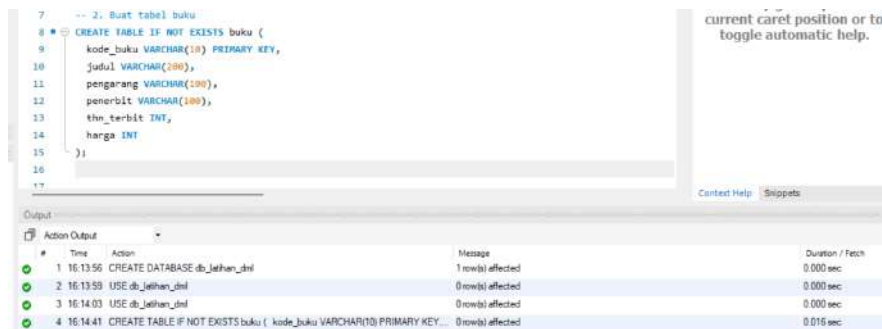 7 -- 2. Buat tabel buku
8 CREATE TABLE IF NOT EXISTS buku (
9 kode_buku VARCHAR(10) PRIMARY KEY,
10 judul VARCHAR(200),
11 pengarang VARCHAR(100),
12 penerbit VARCHAR(100),
13 thn_terbit INT,
14 harga INT
15 );
16
17
current caret position or to
toggle automatic help.
Context Help Snippets
Output
Action Output
# Time Action Message Duration / Fetch
1 16:13:56 CREATE DATABASE db_latihan_dml 1 row(s) affected 0.000 sec
2 16:13:59 USE db_latihan_dml 0 row(s) affected 0.000 sec
3 16:14:03 USE db_latihan_dml 0 row(s) affected 0.000 sec
4 16:14:41 CREATE TABLE IF NOT EXISTS buku ( kode_buku VARCHAR(10) PRIMARY KEY... 0 row(s) affected 0.016 sec